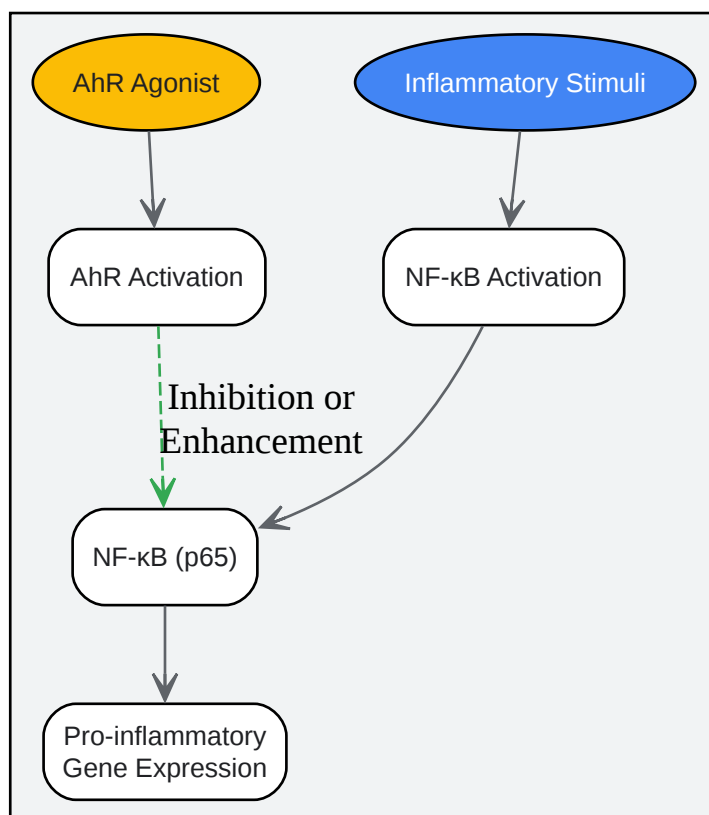 AhR Agonist
Inflammatory Stimuli
AhR Activation
NF-κB Activation
Inhibition or
Enhancement
NF-κB (p65)
Pro-inflammatory
Gene Expression